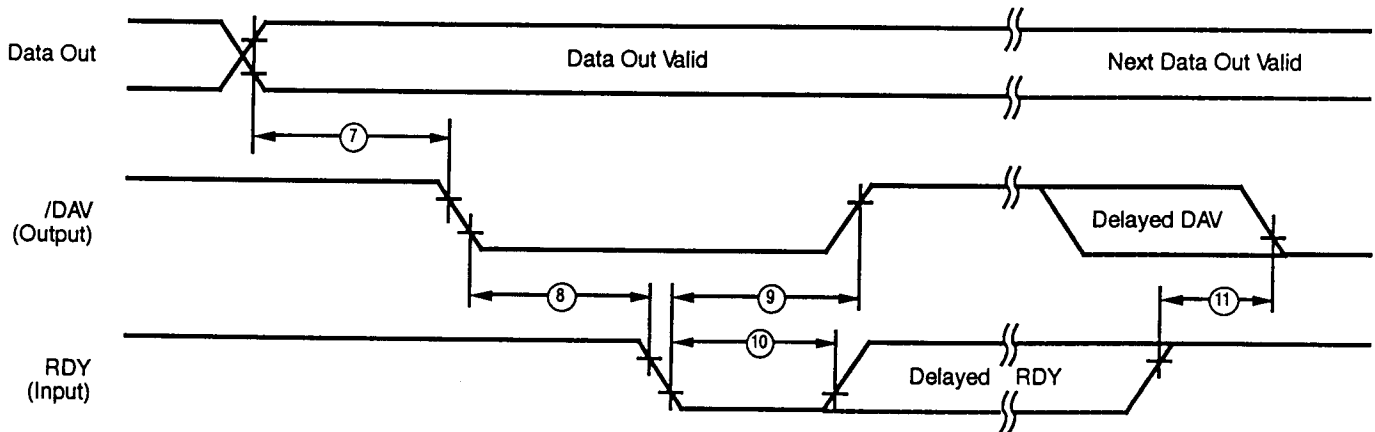 Data Out
Data Out Valid
Next Data Out Valid
7
/DAV
(Output)
Delayed DAV
8
9
11
10
RDY
(Input)
Delayed RDY